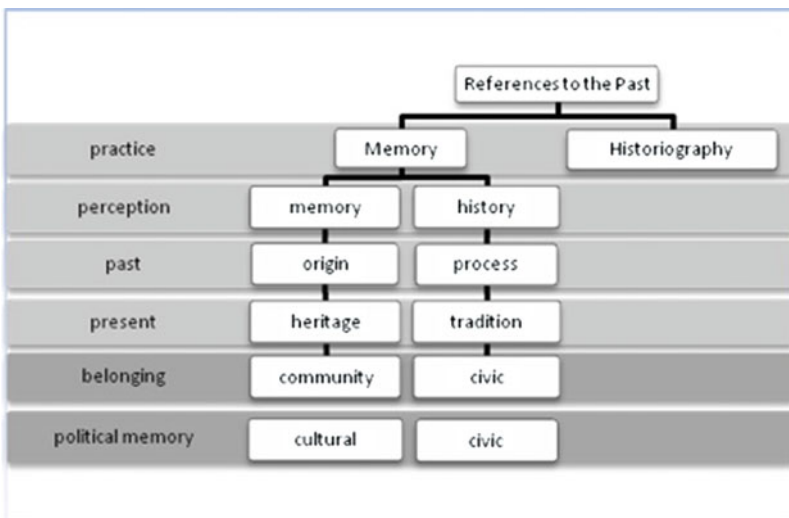 References to the Past
practice
Memory
Historiography
perception
memory
history
past
origin
process
present
heritage
tradition
belonging
community
civic
political memory
cultural
civic